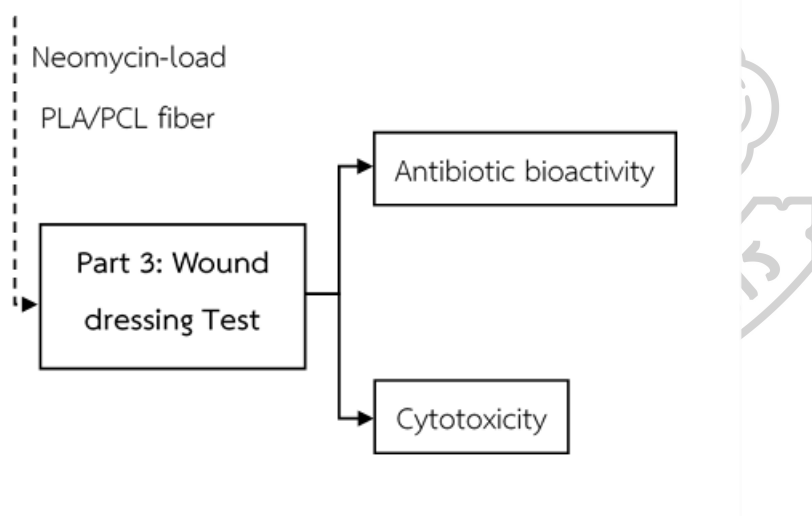 Neomycin-load
PLA/PCL fiber
Antibiotic bioactivity
Part 3: Wound
dressing Test
Cytotoxicity